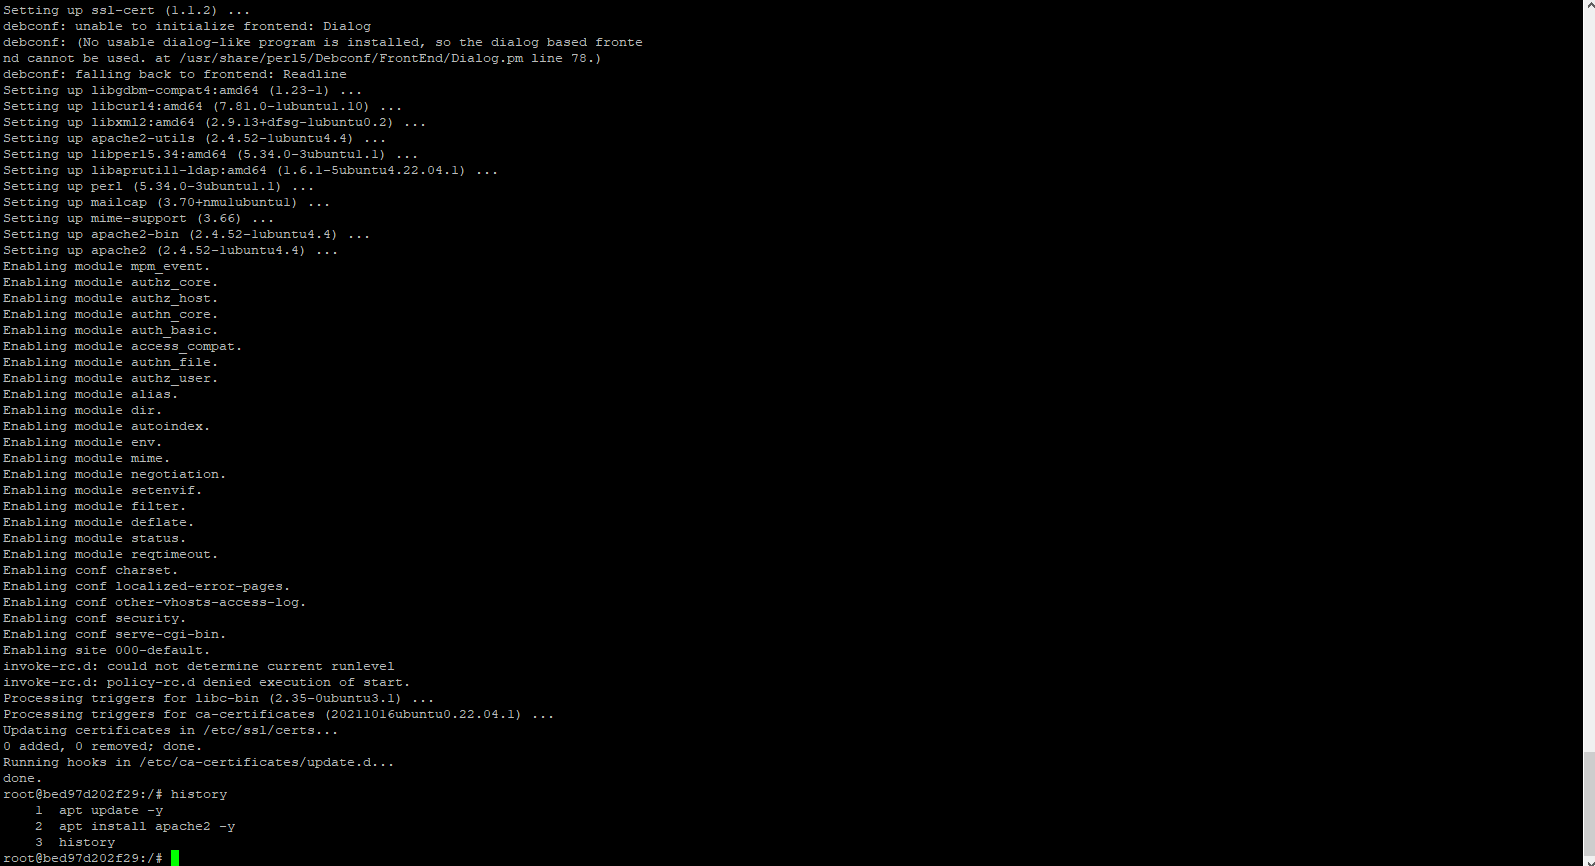 Setting up ssl-cert (1.1.2) ...
debconf: unable to initialize frontend: Dialog
debconf: (No usable dialog-like program is installed, so the dialog based fronte
nd cannot be used. at /usr/share/perl5/Debconf/FrontEnd/Dialog.pm line 78.)
debconf: falling back to frontend: Readline
Setting up libgdbm-compat4:amd64 (1.23-1) ...
Setting up libcurl4:amd64 (7.81.0-1ubuntu1.10) ...
Setting up libxml2:amd64 (2.9.13+dfsg-1ubuntu0.2) ...
Setting up apache2-utils (2.4.52-1ubuntu4.4) ...
Setting up libperl5.34:amd64 (5.34.0-3ubuntu1.1) ...
Setting up libaprutil1-ldap:amd64 (1.6.1-5ubuntu4.22.04.1) ...
Setting up perl (5.34.0-3ubuntu1.1) ...
Setting up mailcap (3.70+nmu1ubuntu1) ...
Setting up mime-support (3.66) ...
Setting up apache2-bin (2.4.52-1ubuntu4.4) ...
Setting up apache2 (2.4.52-1ubuntu4.4) ...
Enabling module mpm_event.
Enabling module authz_core.
Enabling module authz_host.
Enabling module authn_core.
Enabling module auth_basic.
Enabling module access_compat.
Enabling module authn_file.
Enabling module authz_user.
Enabling module alias.
Enabling module dir.
Enabling module autoindex.
Enabling module env.
Enabling module mime.
Enabling module negotiation.
Enabling module setenvif.
Enabling module filter.
Enabling module deflate.
Enabling module status.
Enabling module reqtimeout.
Enabling conf charset.
Enabling conf localized-error-pages.
Enabling conf other-vhosts-access-log.
Enabling conf security.
Enabling conf serve-cgi-bin.
Enabling site 000-default.
invoke-rc.d: could not determine current runlevel
invoke-rc.d: policy-rc.d denied execution of start.
Processing triggers for libc-bin (2.35-0ubuntu3.1) ...
Processing triggers for ca-certificates (20211016ubuntu0.22.04.1) ...
Updating certificates in /etc/ssl/certs...
0 added, 0 removed; done.
Running hooks in /etc/ca-certificates/update.d...
done.
root@bed97d202f29:/# history
    1  apt update -y
    2  apt install apache2 -y
    3  history
root@bed97d202f29:/#